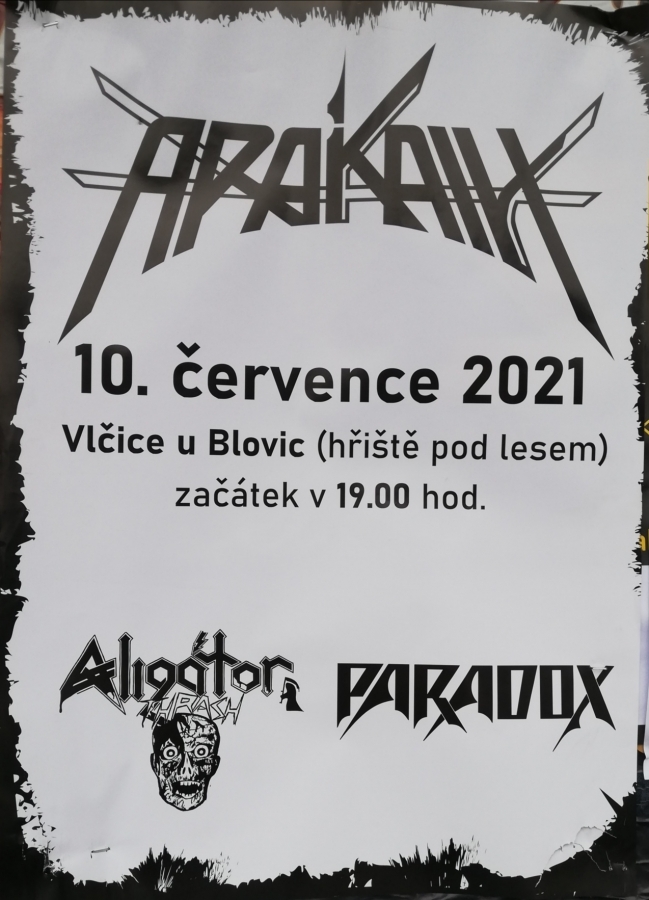 ARAKAIN
10. července 2021
Vlčice u Blovic (hřiště pod lesem)
začátek v 19.00 hod.
Aligátor
THRASH
PARADOX